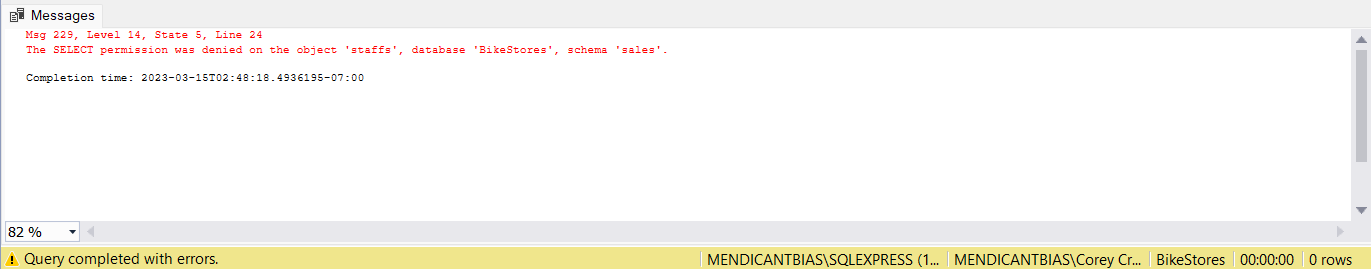 Messages
Msg 229, Level 14, State 5, Line 24
The SELECT permission was denied on the object 'staffs', database 'BikeStores', schema 'sales'.
Completion time: 2023-03-15T02:48:18.4936195-07:00
82 %
Query completed with errors. MENDICANTBIAS\SQLEXPRESS (1... MENDICANTBIAS\Corey Cr... BikeStores 00:00:00 0 rows